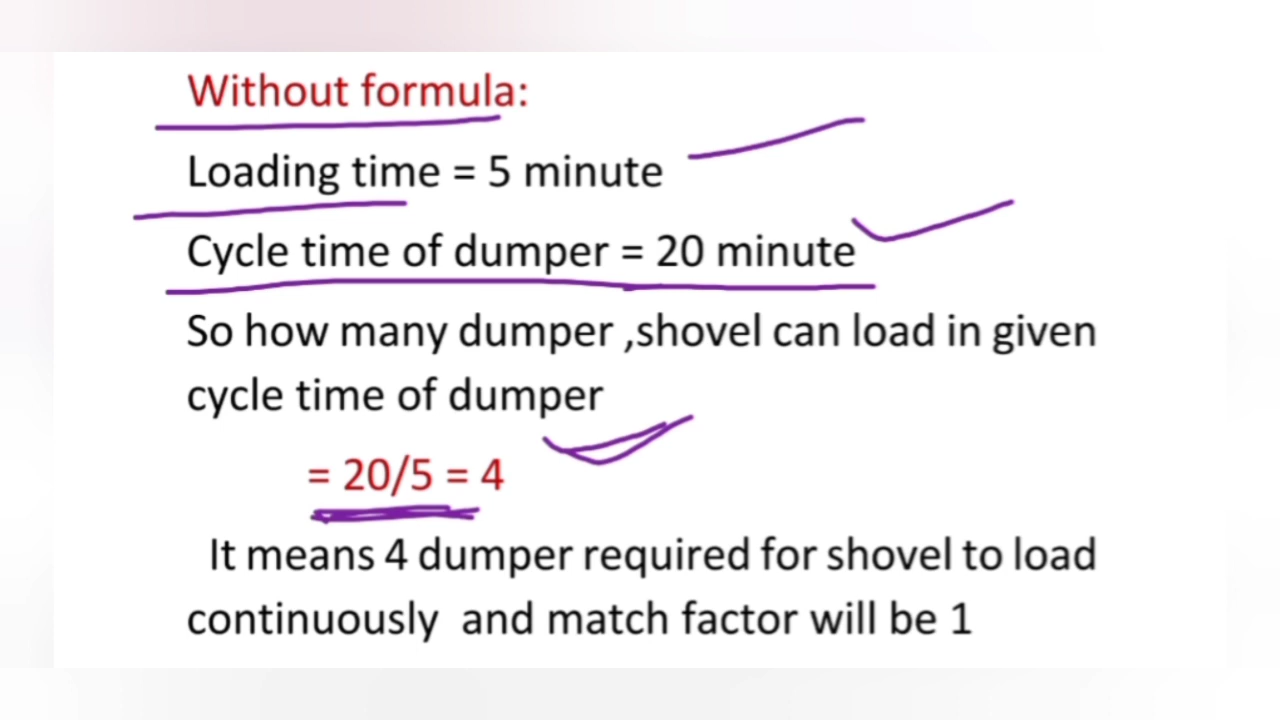 Without formula:
Loading time = 5 minute
Cycle time of dumper = 20 minute
So how many dumper ,shovel can load in given
cycle time of dumper
= 20/5 = 4
It means 4 dumper required for shovel to load
continuously  and match factor will be 1